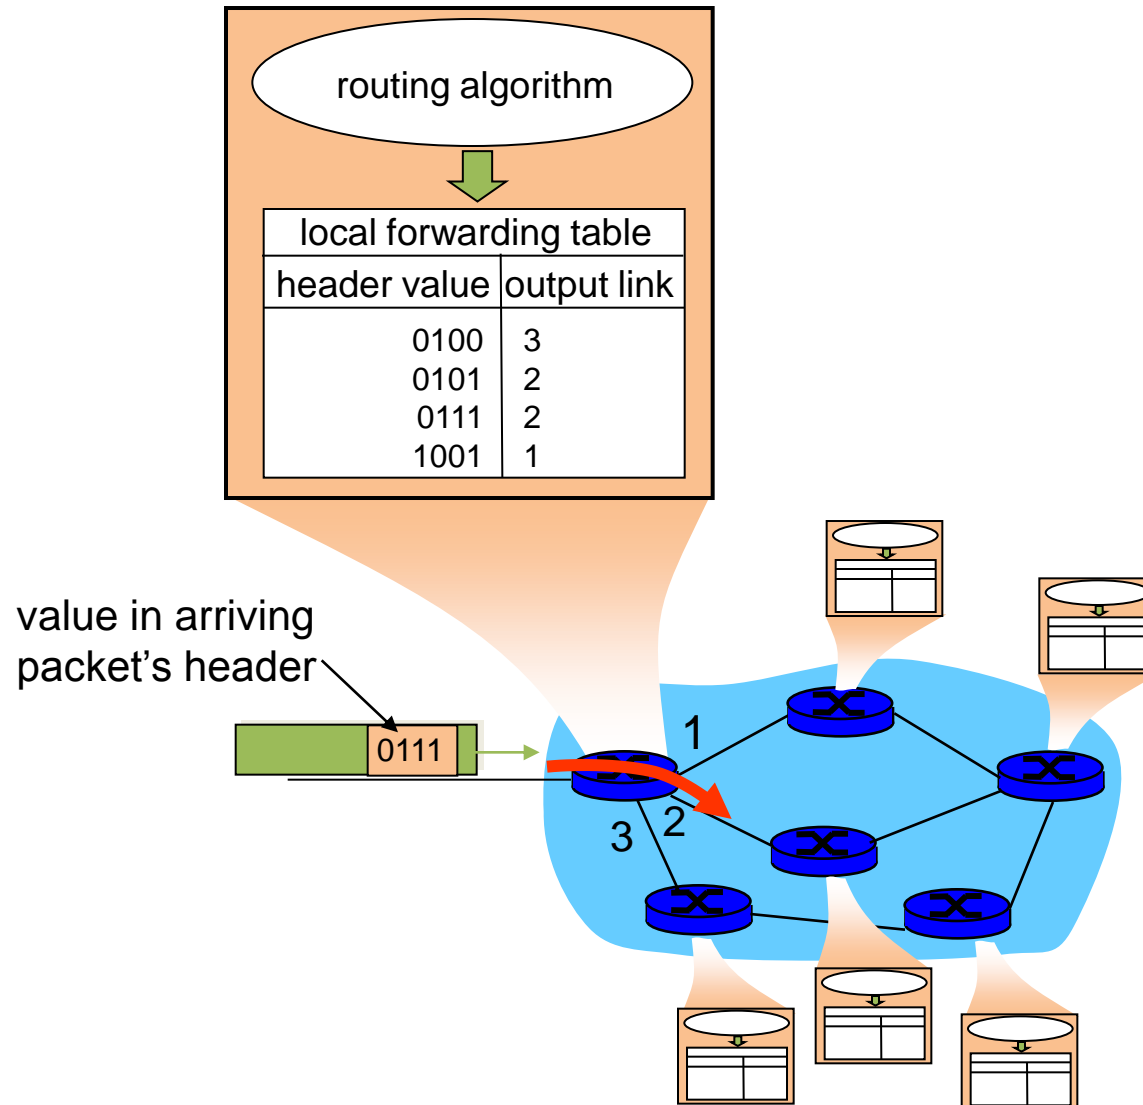 routing algorithm
local forwarding table
header value output link
0100 3
0101 2
0111 2
1001 1
value in arriving
packet's header
0111
1
2
3